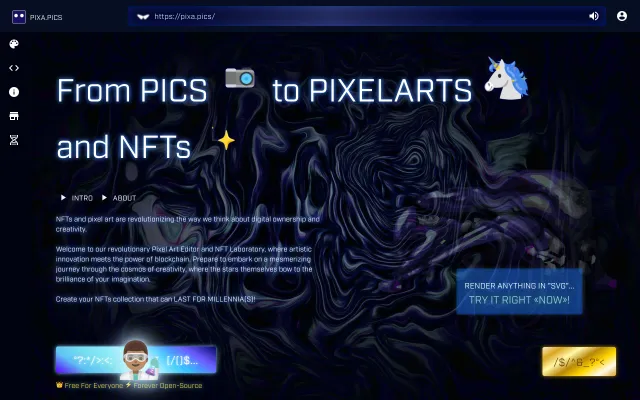 PIXA.PICS
https://pixa.pics/
From PICS to PIXELARTS
and NFTs
INTRO
ABOUT
NFTs and pixel art are revolutionizing the way we think about digital ownership and
creativity.
Welcome to our revolutionary Pixel Art Editor and NFT Laboratory, where artistic
innovation meets the power of blockchain. Prepare to embark on a mesmerizing
journey through the cosmos of creativity, where the stars themselves bow to the
brilliance of your imagination.
Create your NFTs collection that can LAST FOR MILLENNIA(S)!
RENDER ANYTHING IN "SVG"...
TRY IT RIGHT «NOW»!
Free For Everyone
Forever Open-Source